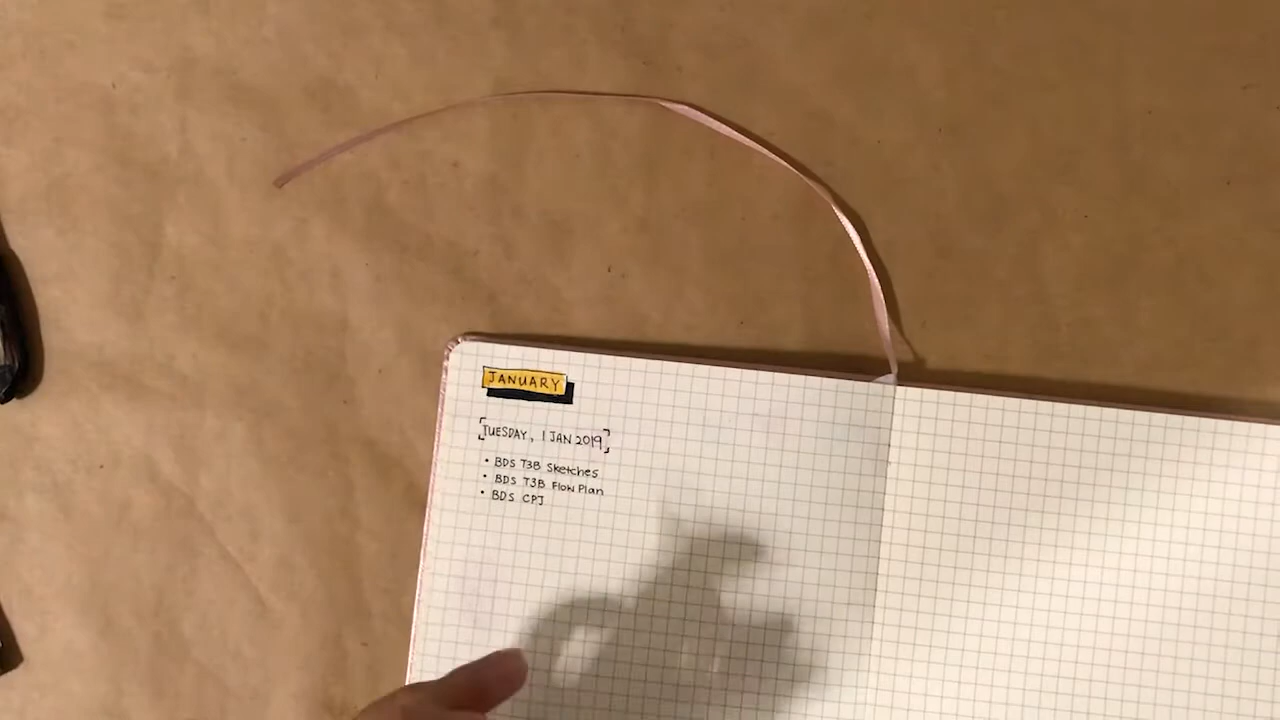 JANUARY
TUESDAY, 1 JAN 2019
• BDS T3B Sketches
• BDS T3B Flow Plan
• BDS CPJ